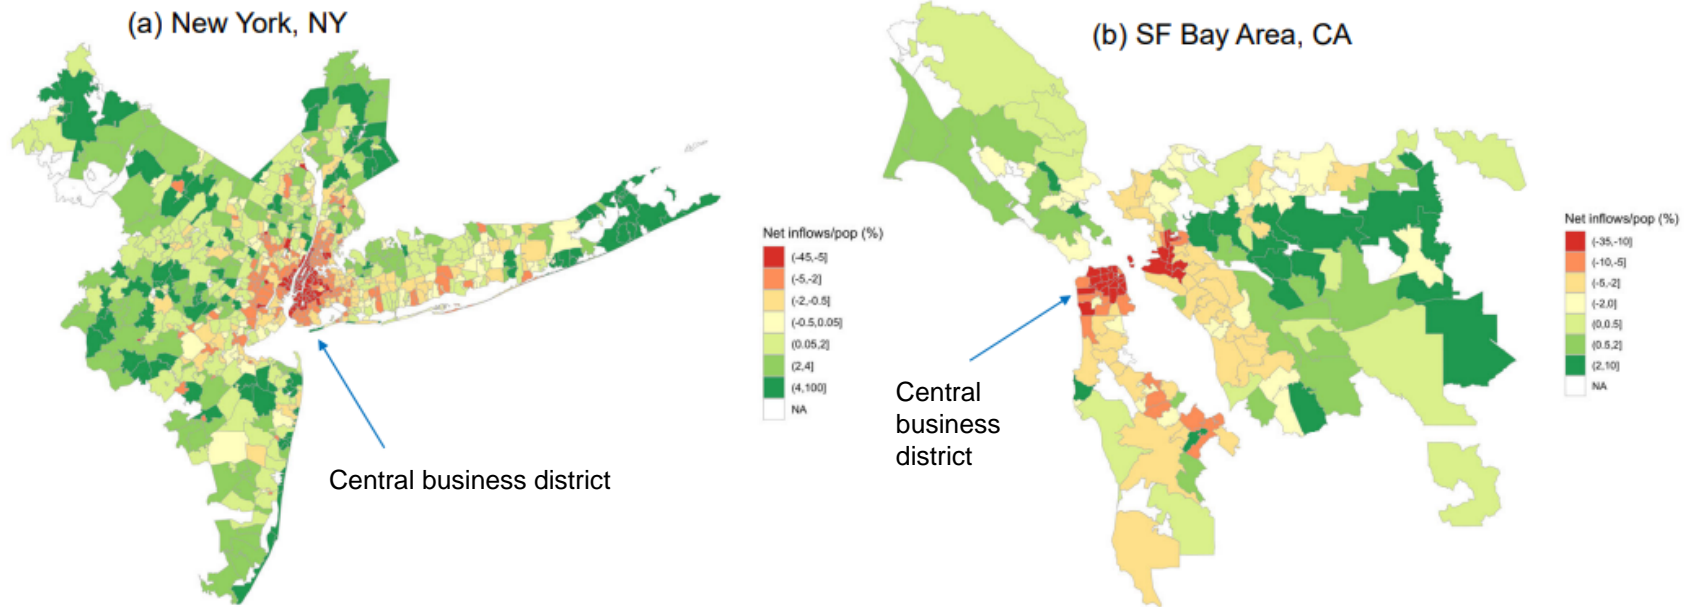 (a) New York, NY
(b) SF Bay Area, CA
Net inflows/pop (%)
(-45,-5]
(-5,-2]
(-2,-0.5]
(-0.5,0.05]
(0.05,2]
(2,4]
(4,100]
NA
Central business district
Central
business
district
Net inflows/pop (%)
(-35,-10]
(-10,-5]
(-5,-2]
(-2,0]
(0,0.5]
(0.5,2]
(2,10]
NA